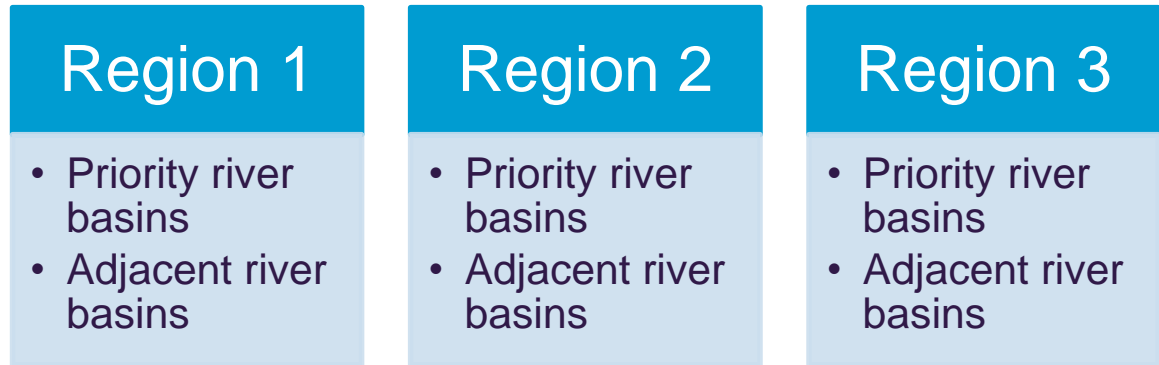 Region 1
• Priority river
basins
• Adjacent river
basins
Region 2
• Priority river
basins
• Adjacent river
basins
Region 3
• Priority river
basins
• Adjacent river
basins